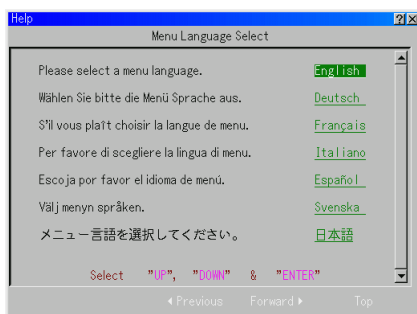 Help ?|×
Menu Language Select
Please select a menu language. English
Wählen Sie bitte die Menü Sprache aus. Deutsch
S'il vous plaît choisir la langue de menu. Français
Per favore di scegliere la lingua di menu. Italiano
Escoja por favor el idioma de menú. Español
Välj menyn språken. Svenska
メニュー言語を選択してください。 日本語
Select "UP", "DOWN" & "ENTER"
Previous Forward Top